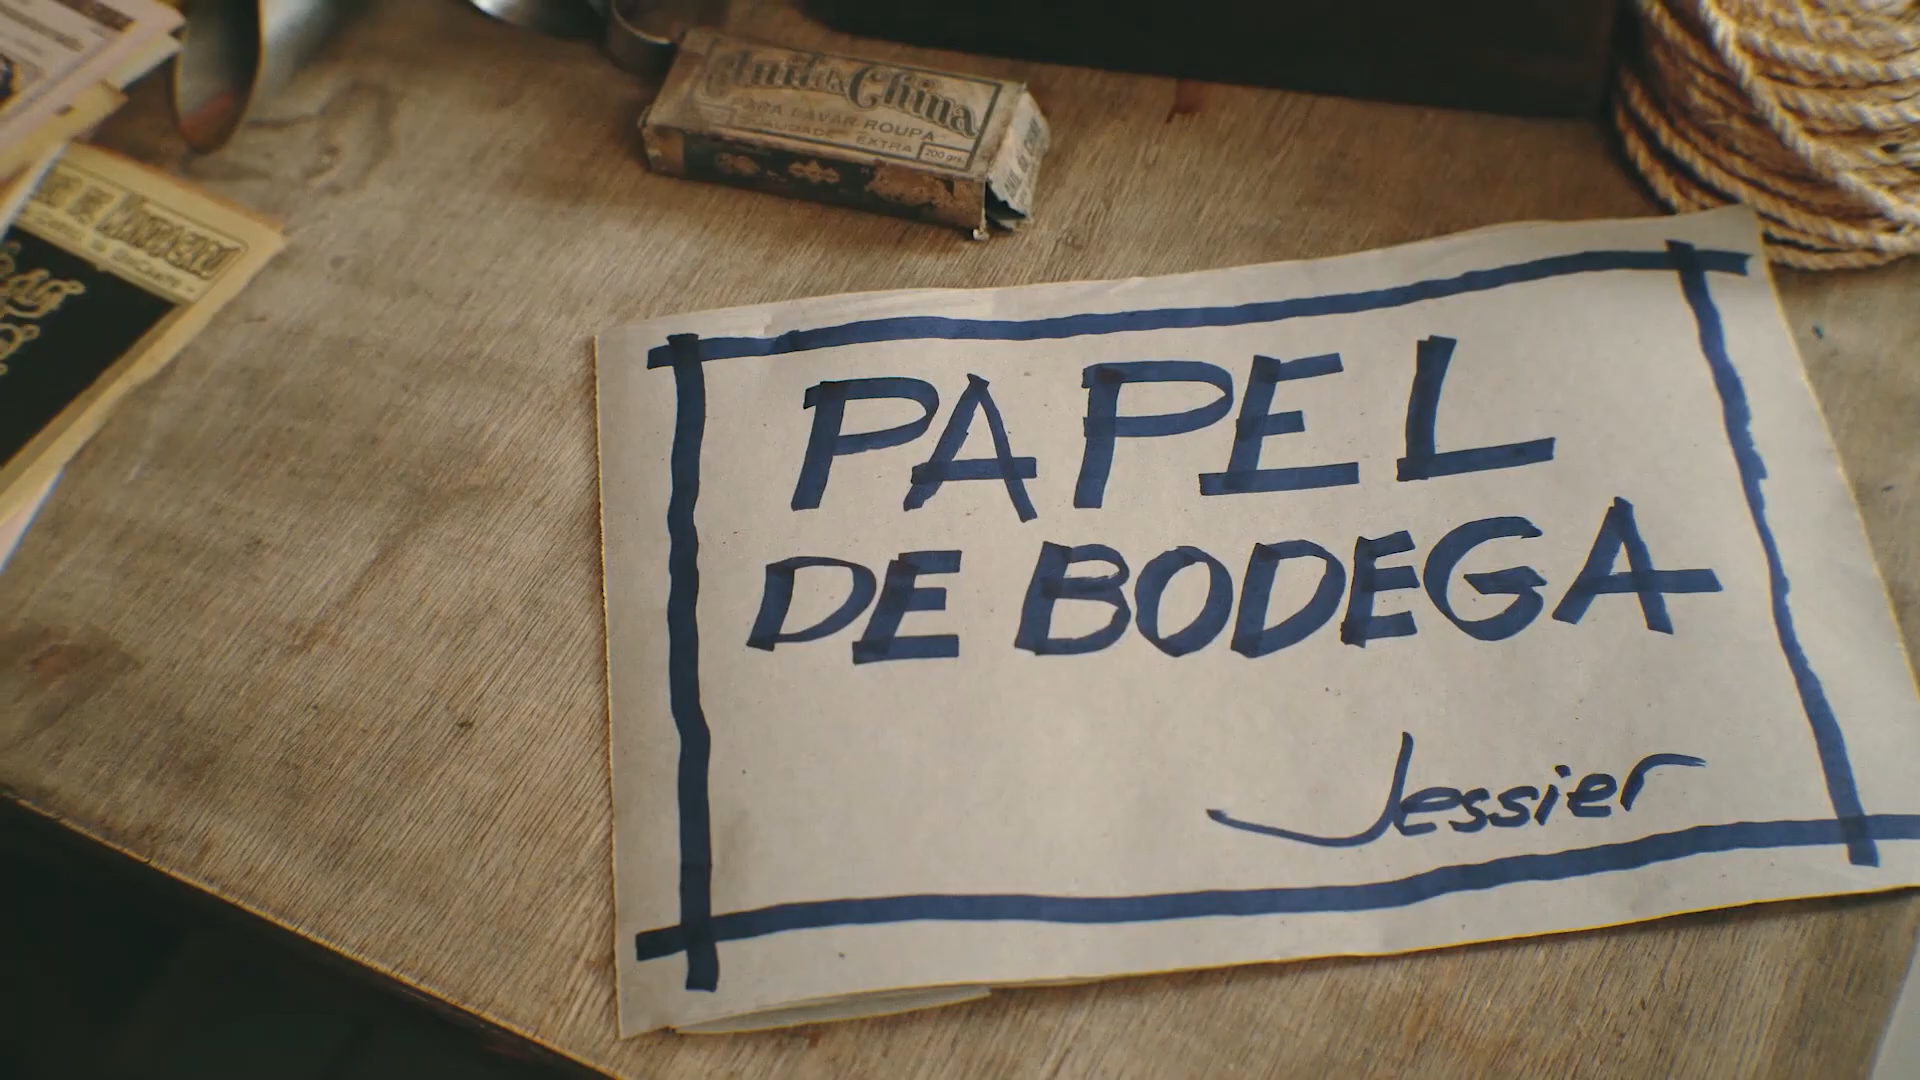 Anil da China
PARA LAVAR ROUPA
QUALIDADE EXTRA
200 grs.
PAPEL
DE BODEGA
Jessier